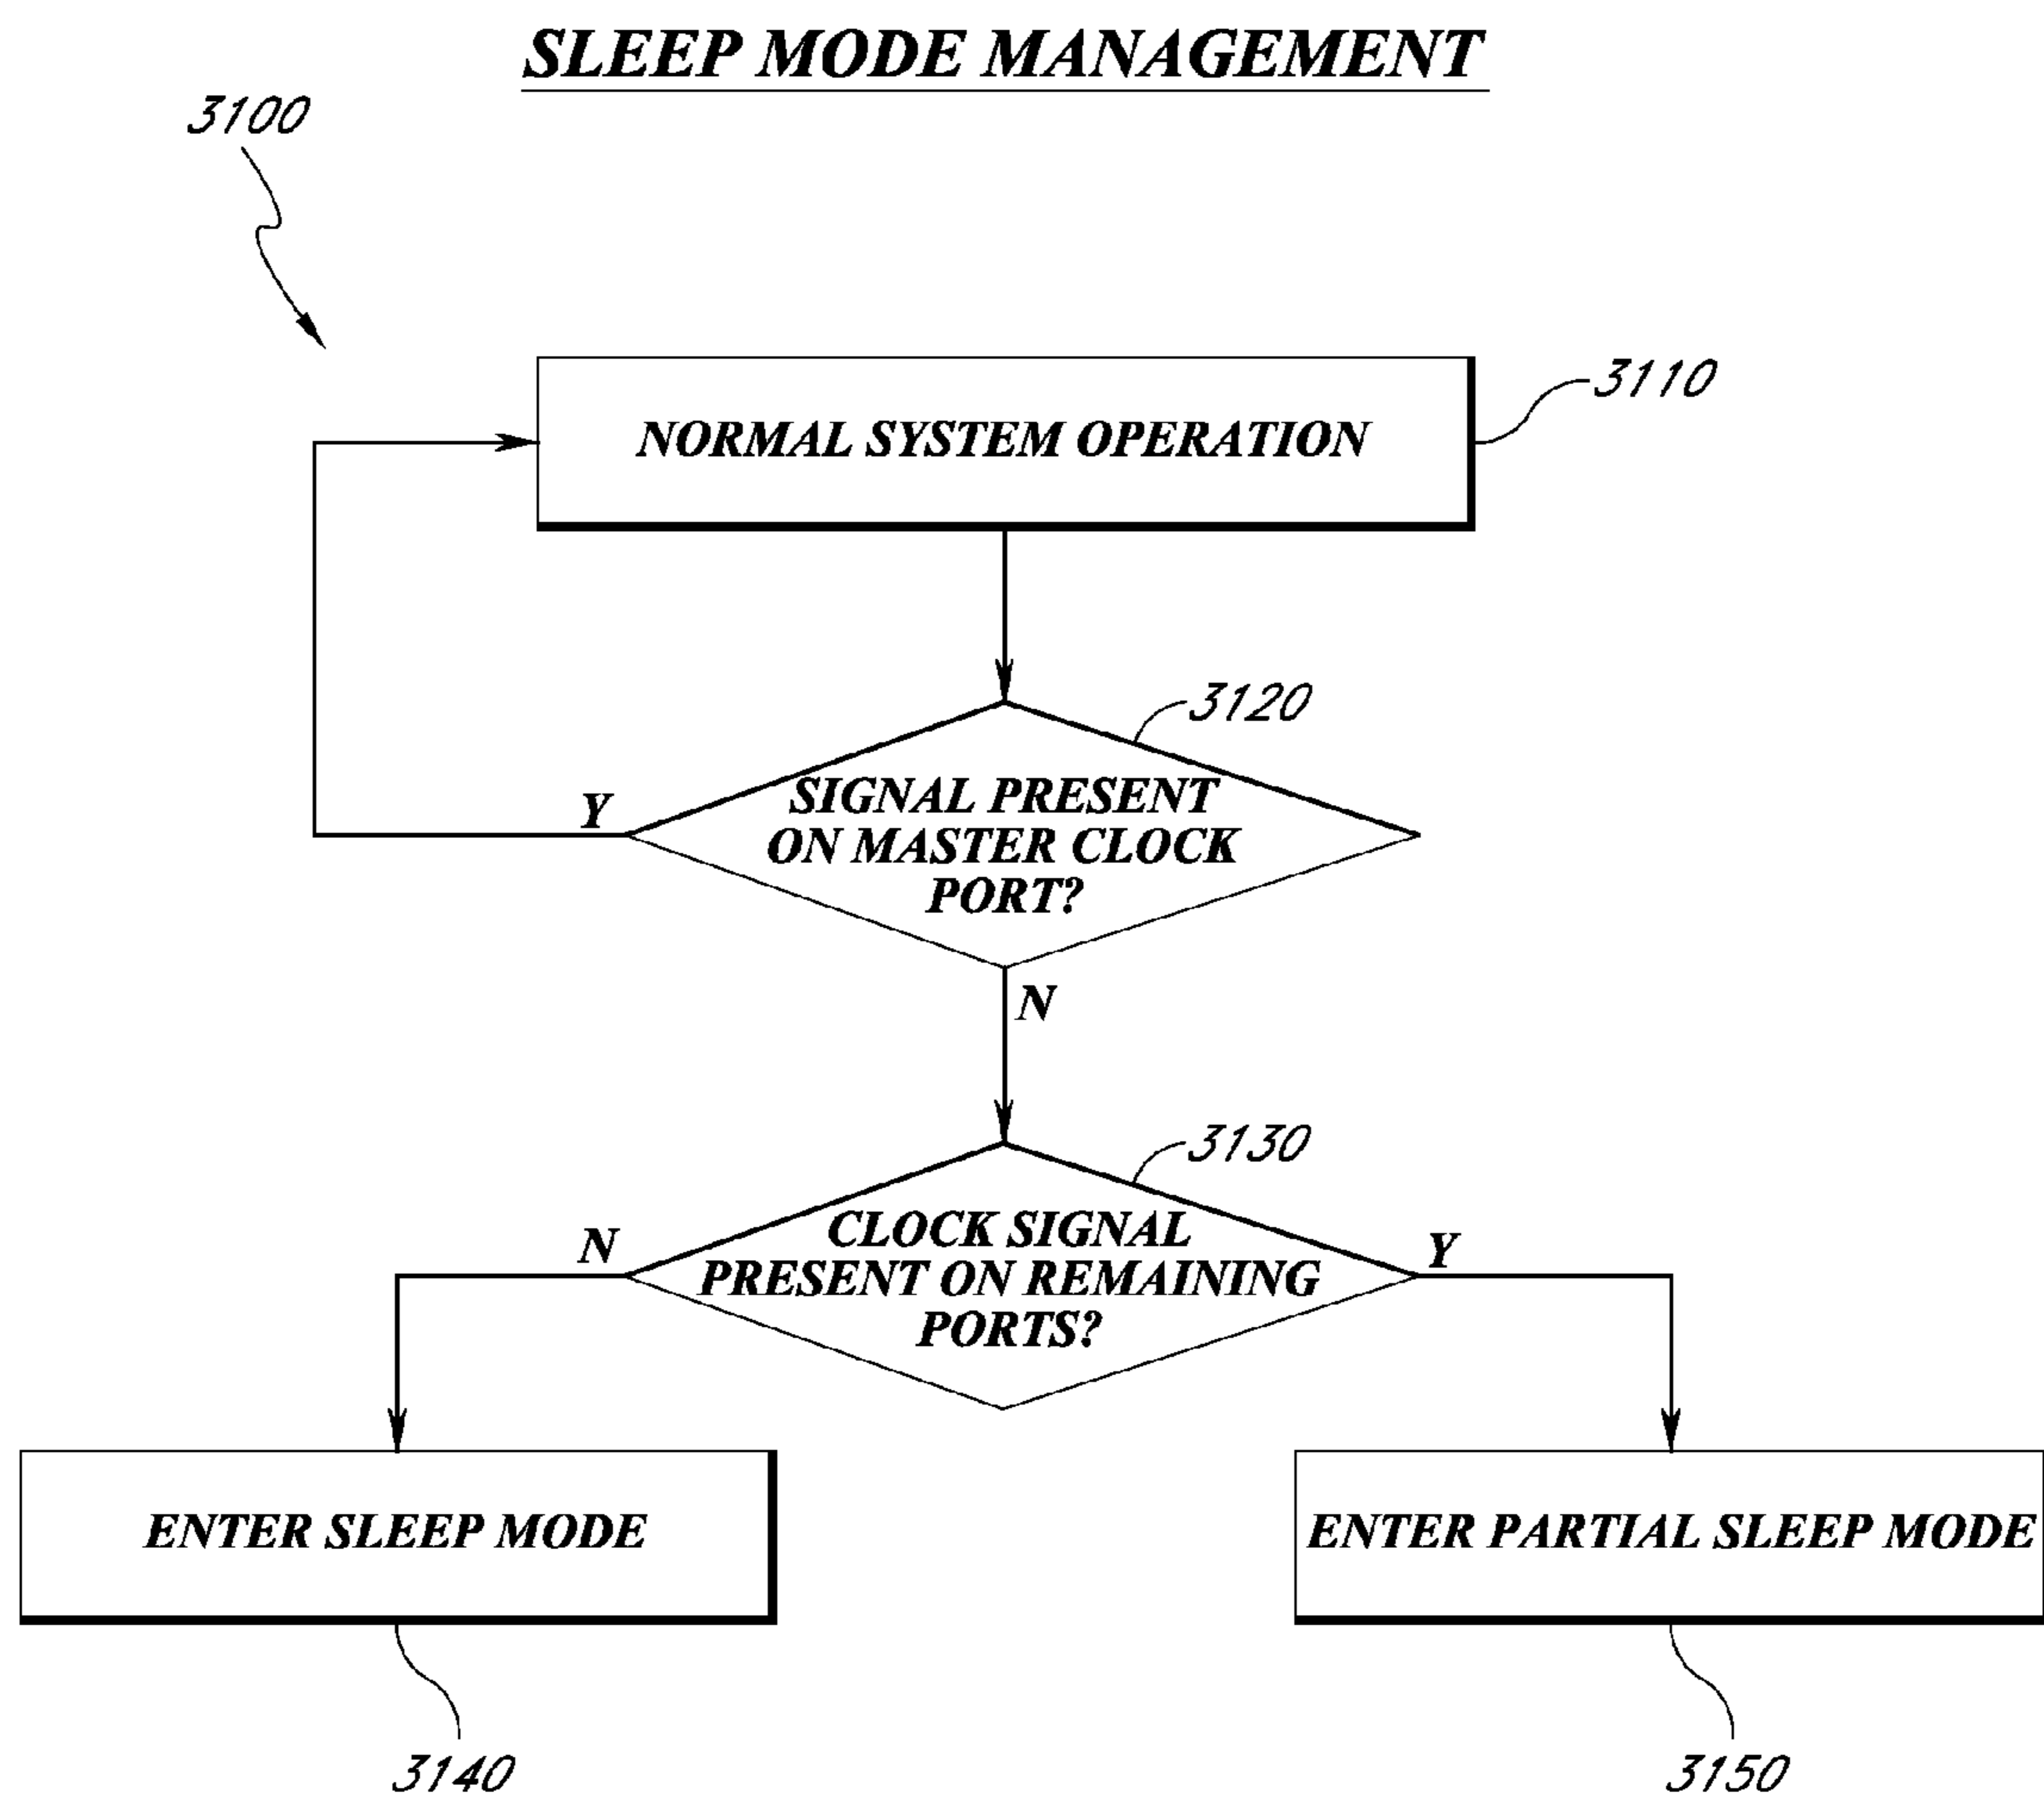 SLEEP MODE MANAGEMENT
3100
NORMAL SYSTEM OPERATION
3110
3120
SIGNAL PRESENT
ON MASTER CLOCK
PORT?
Y
N
3130
CLOCK SIGNAL
PRESENT ON REMAINING
PORTS?
N
Y
ENTER SLEEP MODE
ENTER PARTIAL SLEEP MODE
3140
3150